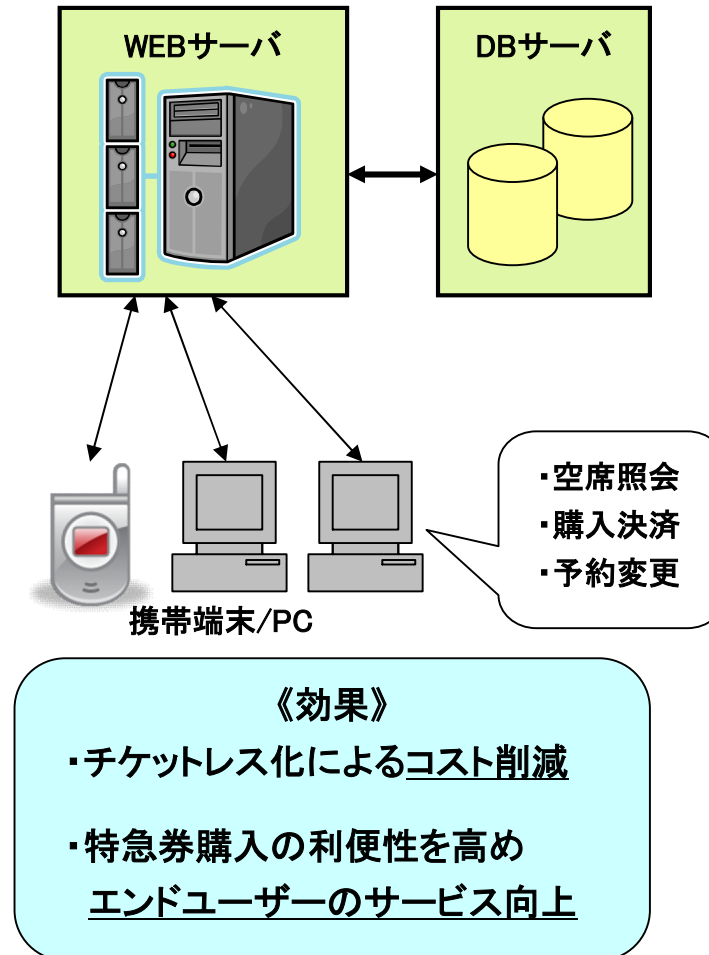 WEBサーバ
DBサーバ
・空席照会
・購入決済
・予約変更
携帯端末/PC
《効果》
・チケットレス化によるコスト削減
・特急券購入の利便性を高め
エンドユーザーのサービス向上